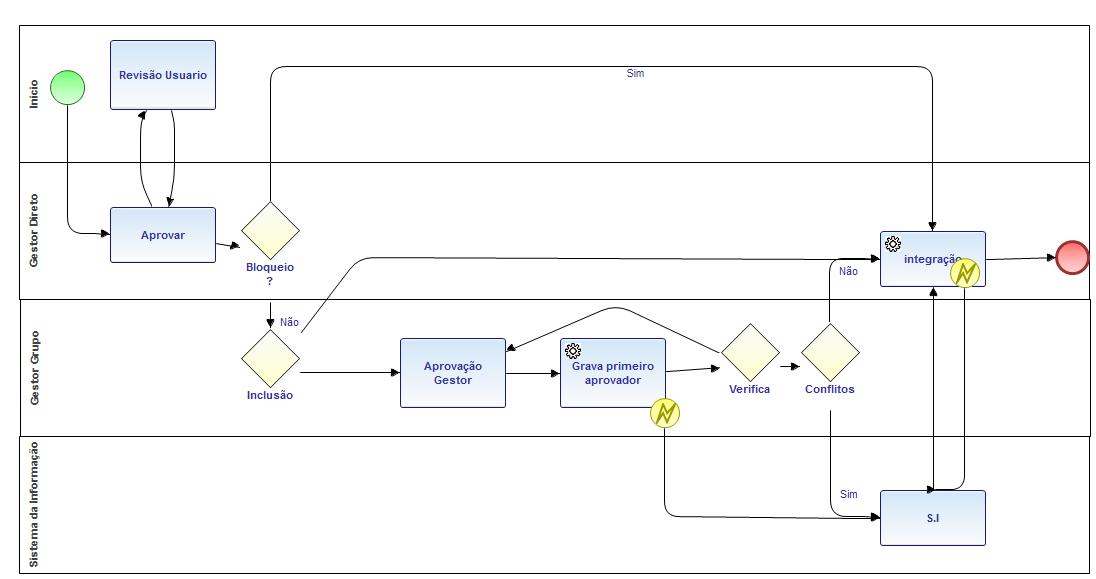 Inicio
Revisão Usuario
Sim
Gestor Direto
Aprovar
Bloqueio
?
integração
Não
Gestor Grupo
Não
Inclusão
Aprovação
Gestor
Grava primeiro
aprovador
Verifica
Conflitos
Sistema da Informação
Sim
S.I